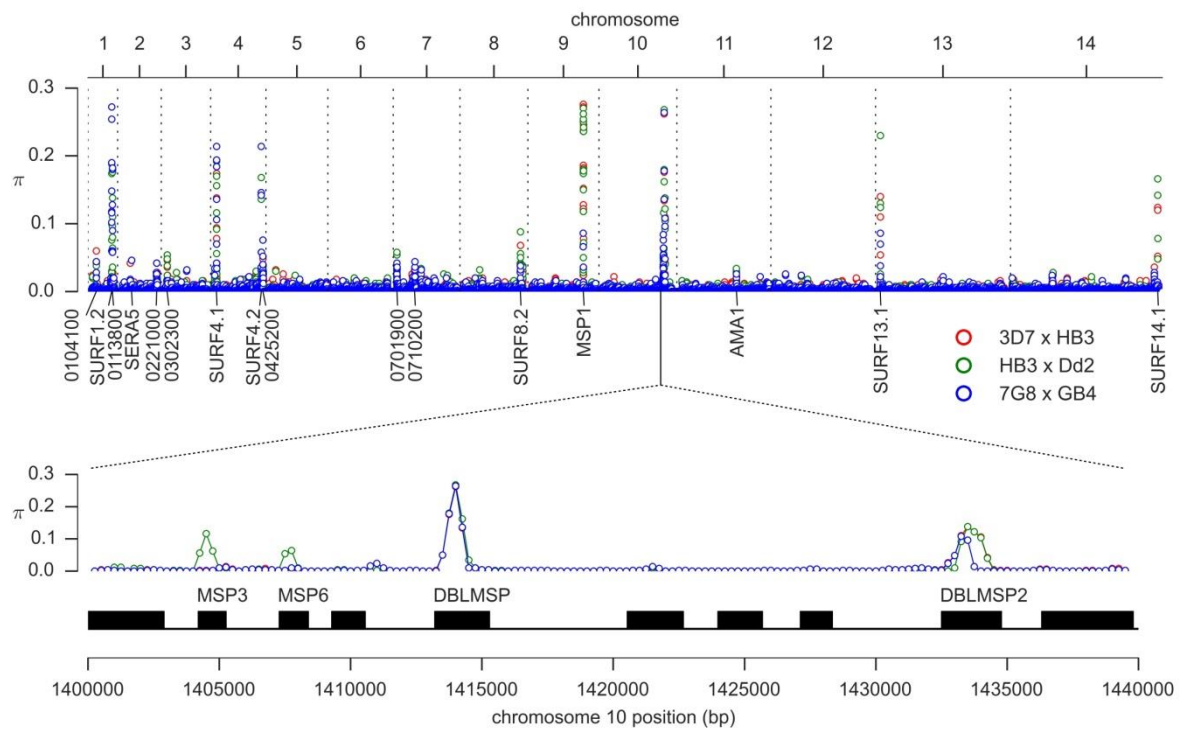 chromosome
1 2 3 4 5 6 7 8 9 10 11 12 13 14
0.3
0.2
π
0.1
0.0
0104100
SURF1.2
0113800
SERA5
0221000
0302300
SURF4.1
SURF4.2
0425200
0701900
0710200
SURF8.2
MSP1
AMA1
SURF13.1
SURF14.1
3D7 x HB3
HB3 x Dd2
7G8 x GB4
0.3
0.2
π
0.1
0.0
MSP3 MSP6 DBLMSP DBLMSP2
1400000 1405000 1410000 1415000 1420000 1425000 1430000 1435000 1440000
chromosome 10 position (bp)